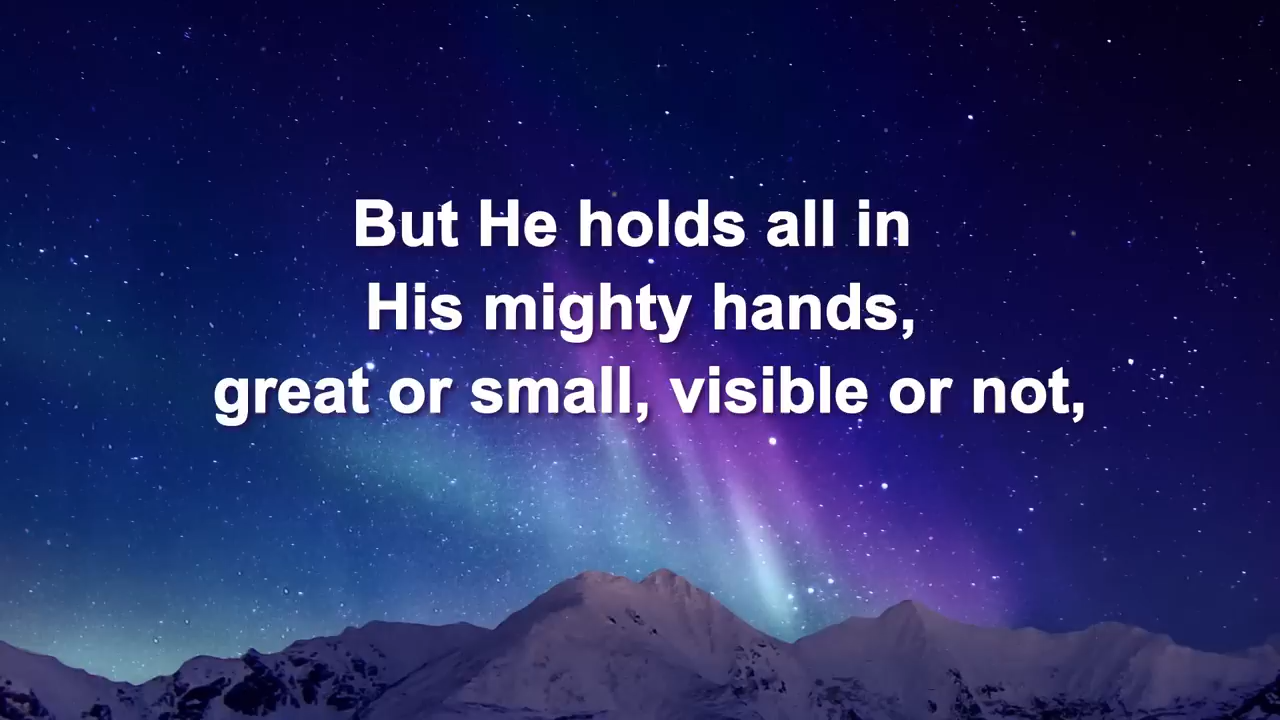 But He holds all in
His mighty hands,
great or small, visible or not,